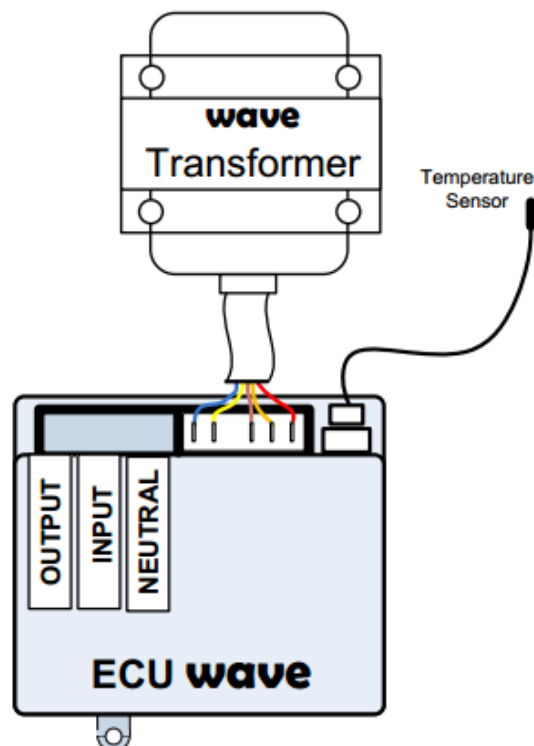 wave
Transformer
Temperature
Sensor
OUTPUT
INPUT
NEUTRAL
ECU wave